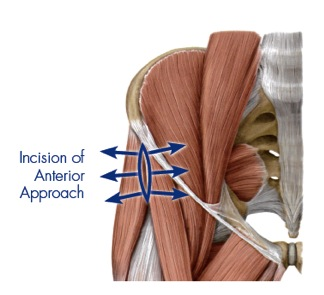 Incision of
Anterior
Approach